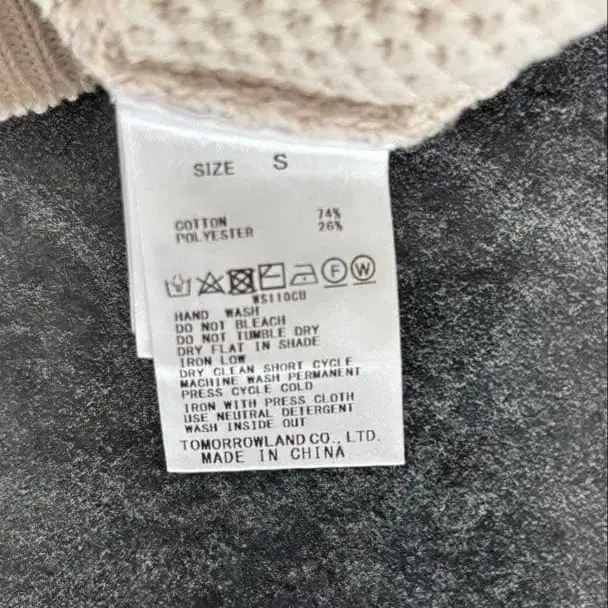 SIZE S
COTTON 74%
POLYESTER 26%
F W
WS110CU
HAND WASH
DO NOT BLEACH
DO NOT TUMBLE DRY
DRY FLAT IN SHADE
IRON LOW
DRY CLEAN SHORT CYCLE
MACHINE WASH PERMANENT
PRESS CYCLE COLD
IRON WITH PRESS CLOTH
USE NEUTRAL DETERGENT
WASH INSIDE OUT
TOMORROWLAND CO., LTD.
MADE IN CHINA